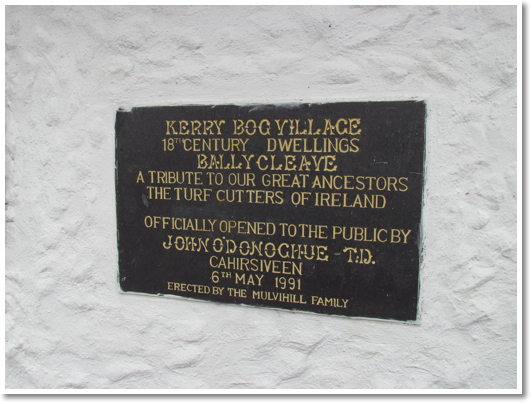 KERRY BOG VILLAGE
18TH CENTURY DWELLINGS
BALLYCLEAVE
A TRIBUTE TO OUR GREAT ANCESTORS
THE TURF CUTTERS OF IRELAND
OFFICIALLY OPENED TO THE PUBLIC BY
JOHN O'DONOGHUE - T.D.
CAHIRSIVEEN
6TH MAY 1991
ERECTED BY THE MULVIHILL FAMILY